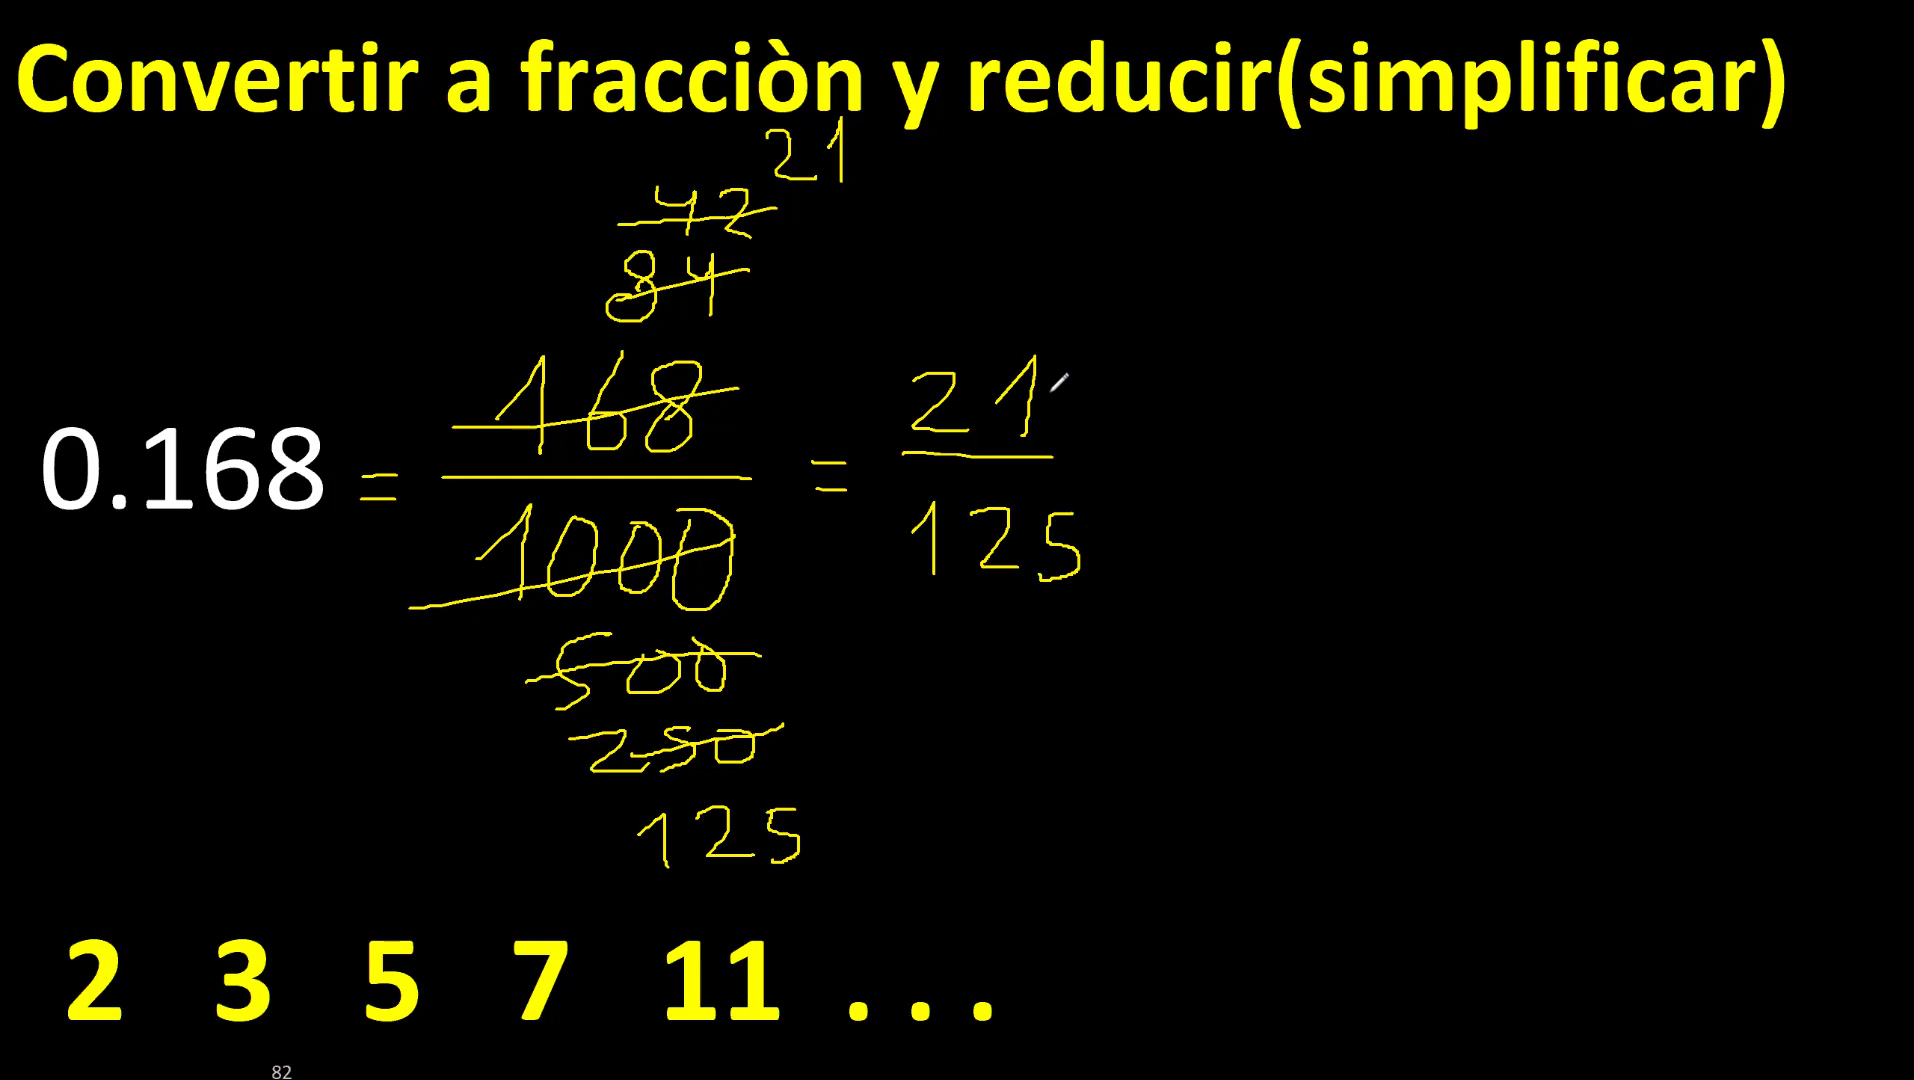 Convertir a fracciòn y reducir(simplificar)
21
42
84
0.168 = 168/1000 = 21/125
500
250
125
2 3 5 7 11 . . .
82